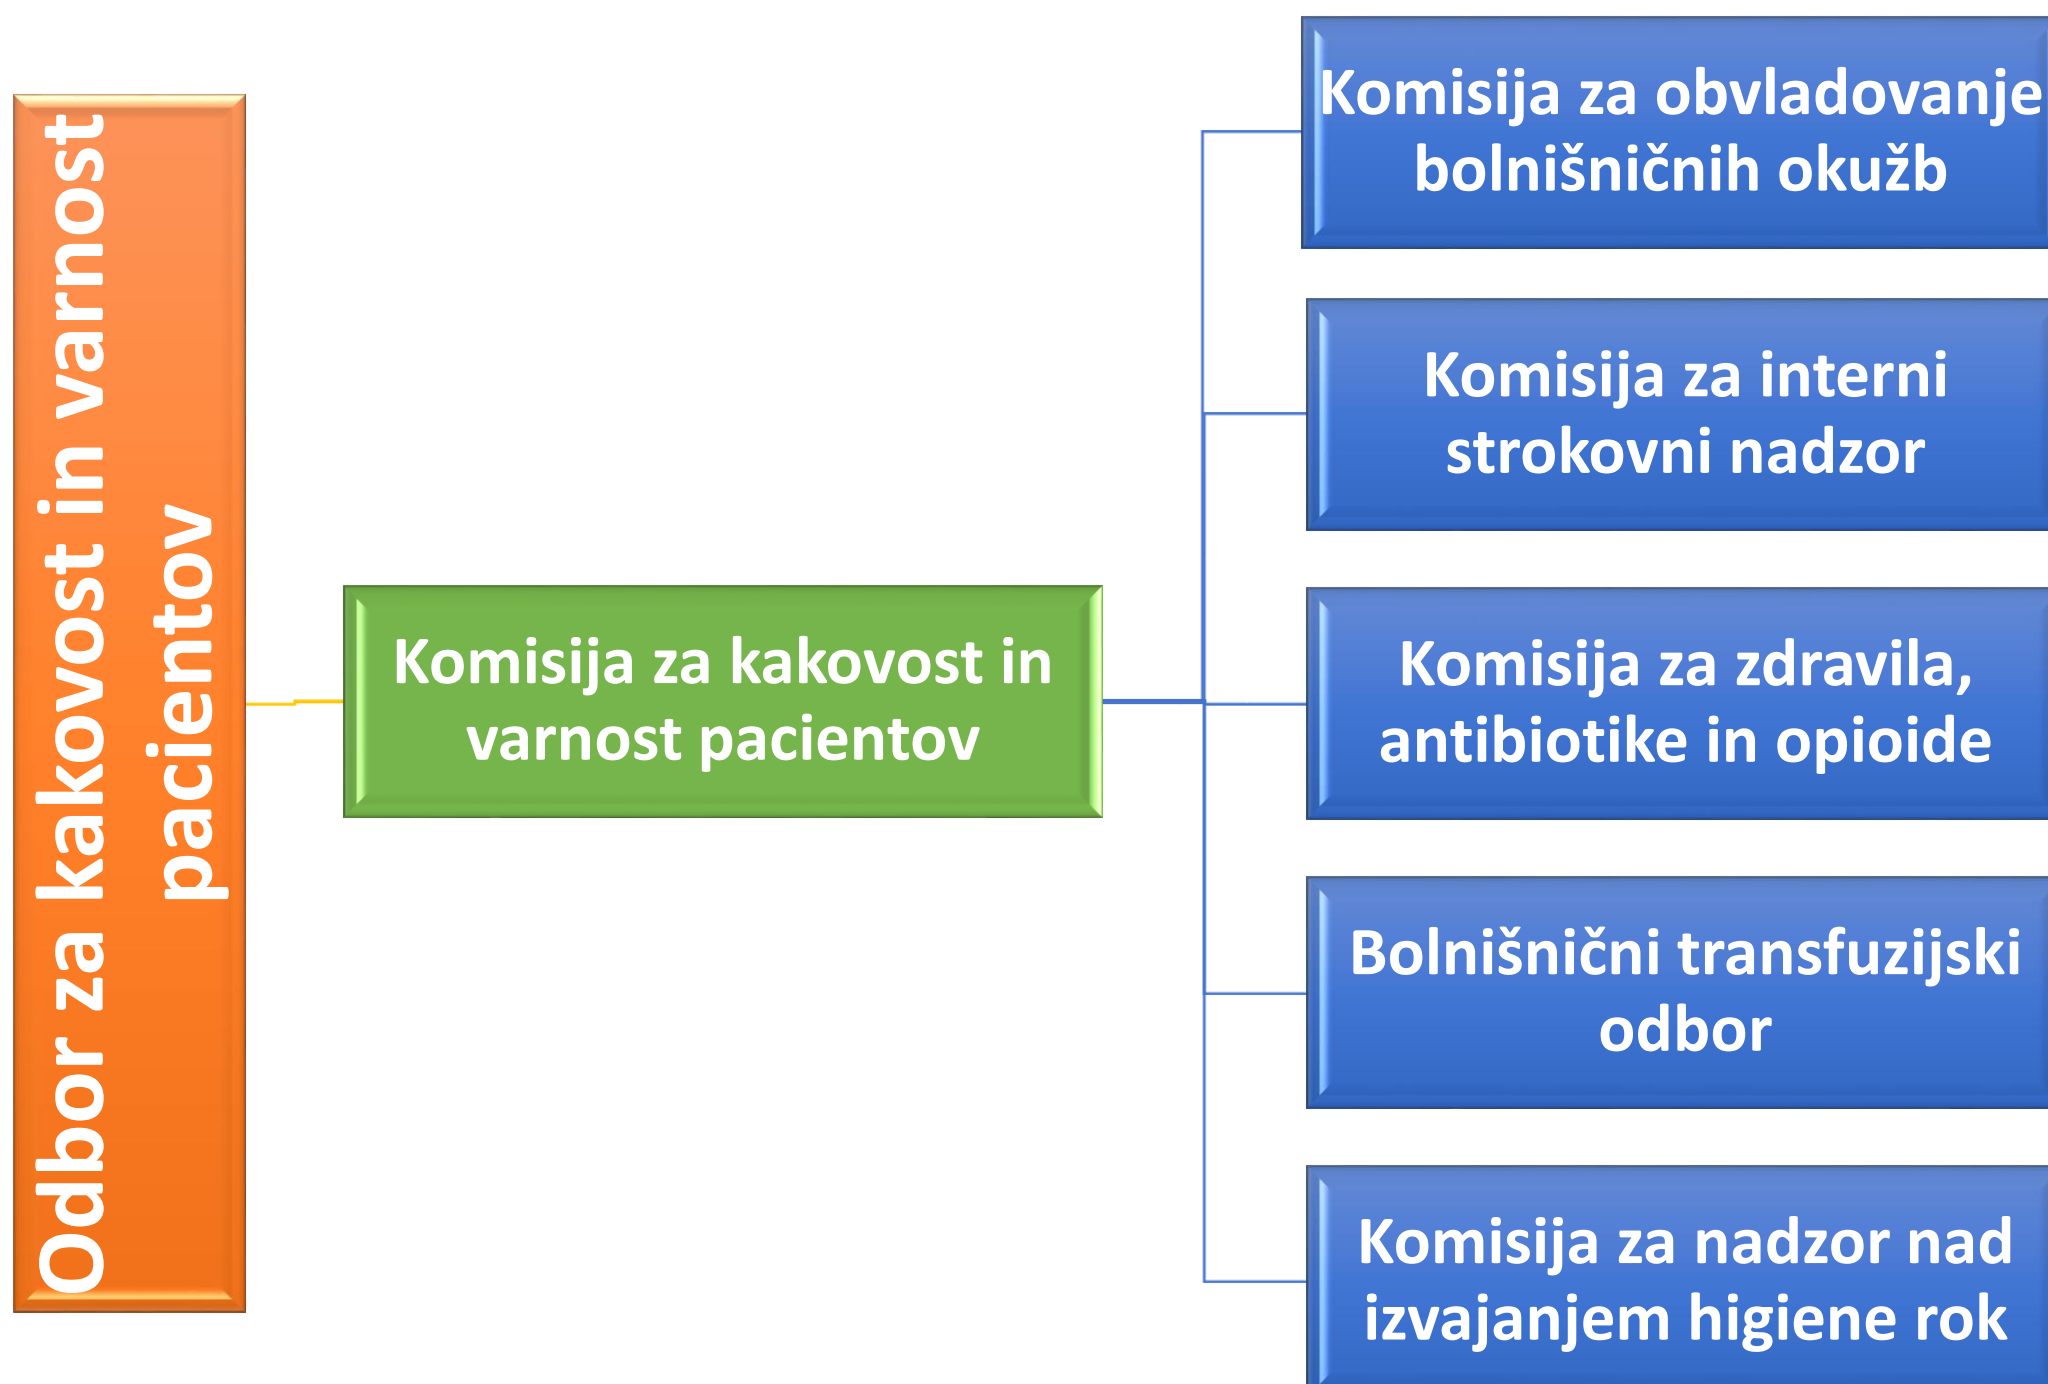 Odbor za kakovost in varnost
pacientov
Komisija za kakovost in
varnost pacientov
Komisija za obvladovanje
bolnišničnih okužb
Komisija za interni
strokovni nadzor
Komisija za zdravila,
antibiotike in opioide
Bolnišnični transfuzijski
odbor
Komisija za nadzor nad
izvajanjem higiene rok